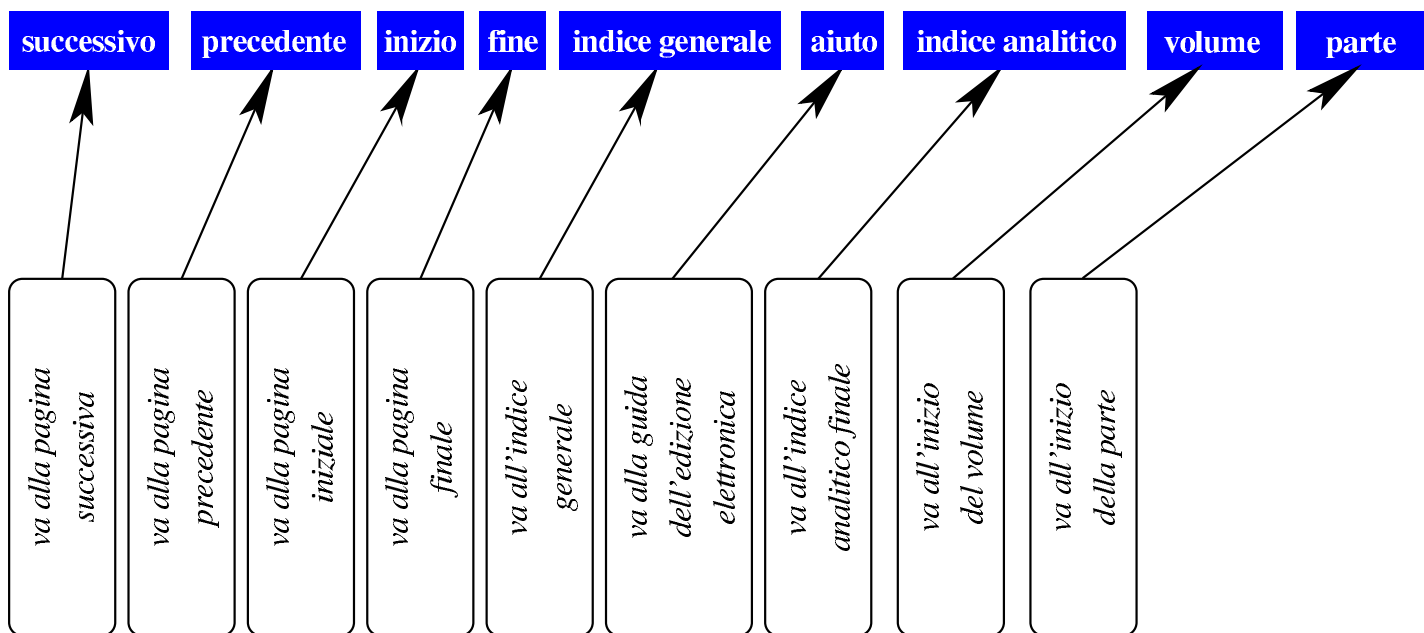 successivo
precedente
inizio
fine
indice generale
aiuto
indice analitico
volume
parte
va alla pagina
successiva
va alla pagina
precedente
va alla pagina
iniziale
va alla pagina
finale
va all'indice
generale
va alla guida
dell'edizione
elettronica
va all'indice
analitico finale
va all'inizio
del volume
va all'inizio
della parte